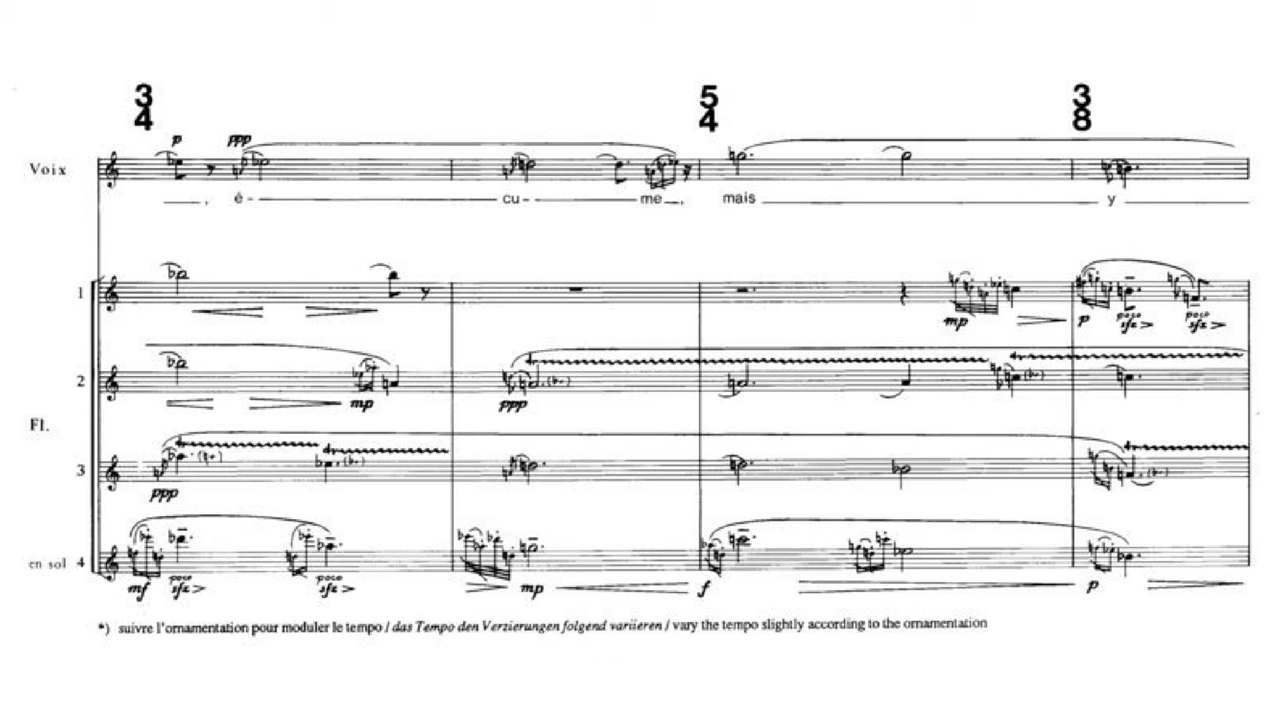 3 5 3
4 4 8
p ppp
Voix
, é - cu - me , mais y
1
mp p poco poco
sfz > sfz >
2
mp ppp
Fl.
3
ppp
en sol 4
poco poco
mf sfz > sfz > mp f p
*) suivre l'ornamentation pour moduler le tempo / das Tempo den Verzierungen folgend variieren / vary the tempo slightly according to the ornamentation